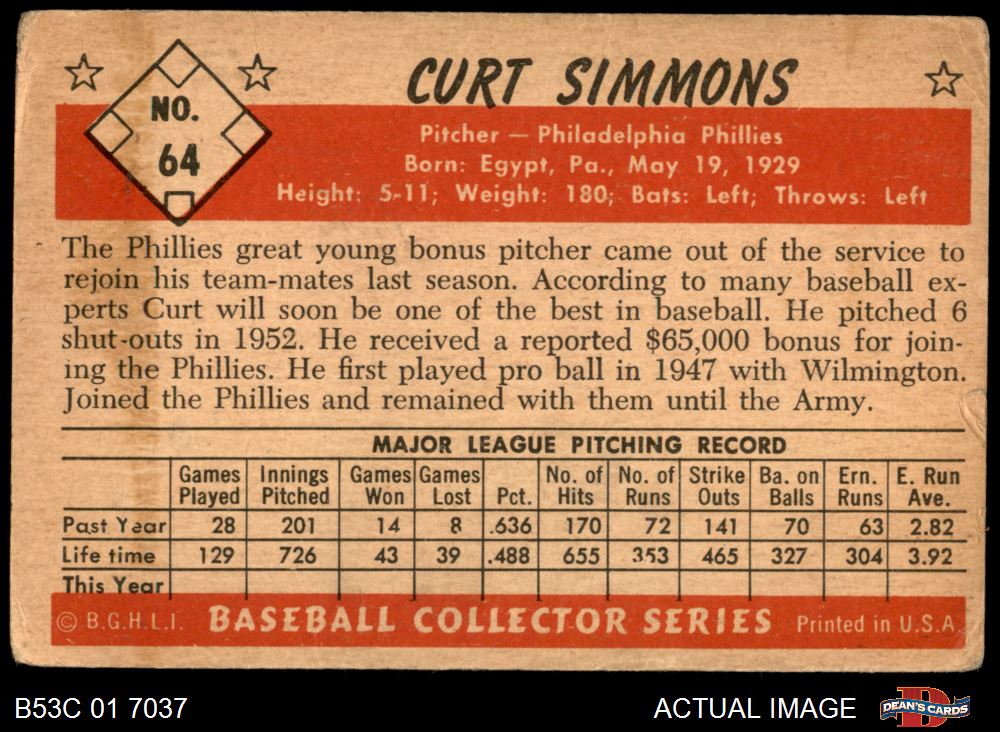 NO.
64
CURT SIMMONS
Pitcher — Philadelphia Phillies
Born: Egypt, Pa., May 19, 1929
Height: 5-11; Weight: 180; Bats: Left; Throws: Left
The Phillies great young bonus pitcher came out of the service to
rejoin his team-mates last season. According to many baseball ex-
perts Curt will soon be one of the best in baseball. He pitched 6
shut-outs in 1952. He received a reported $65,000 bonus for join-
ing the Phillies. He first played pro ball in 1947 with Wilmington.
Joined the Phillies and remained with them until the Army.
MAJOR LEAGUE PITCHING RECORD
Games Innings Games Games No. of No. of Strike Ba. on Ern. E. Run
Played Pitched Won Lost Pct. Hits Runs Outs Balls Runs Ave.
Past Year 28 201 14 8 .636 170 72 141 70 63 2.82
Life time 129 726 43 39 .488 655 353 465 327 304 3.92
This Year
© B.G.H.L.I. BASEBALL COLLECTOR SERIES Printed in U.S.A
B53C 01 7037 ACTUAL IMAGE DEAN'S CARDS